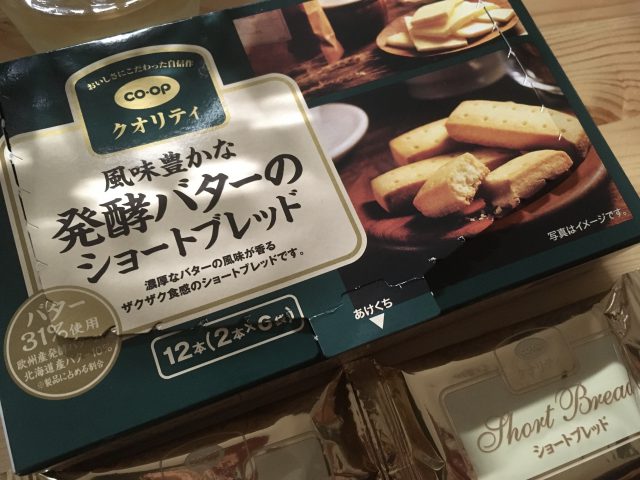 おいしさにこだわった自信作
CO·OP
クオリティ
風味豊かな
発酵バターの
ショートブレッド
濃厚なバターの風味が香る
ザクザク食感のショートブレッドです。
写真はイメージです。
バター
31%使用
欧州産発酵
北海道産バター10%
※製品に占める割合
12本(2本×6袋)
あけくち
Short Bread
ショートブレッド